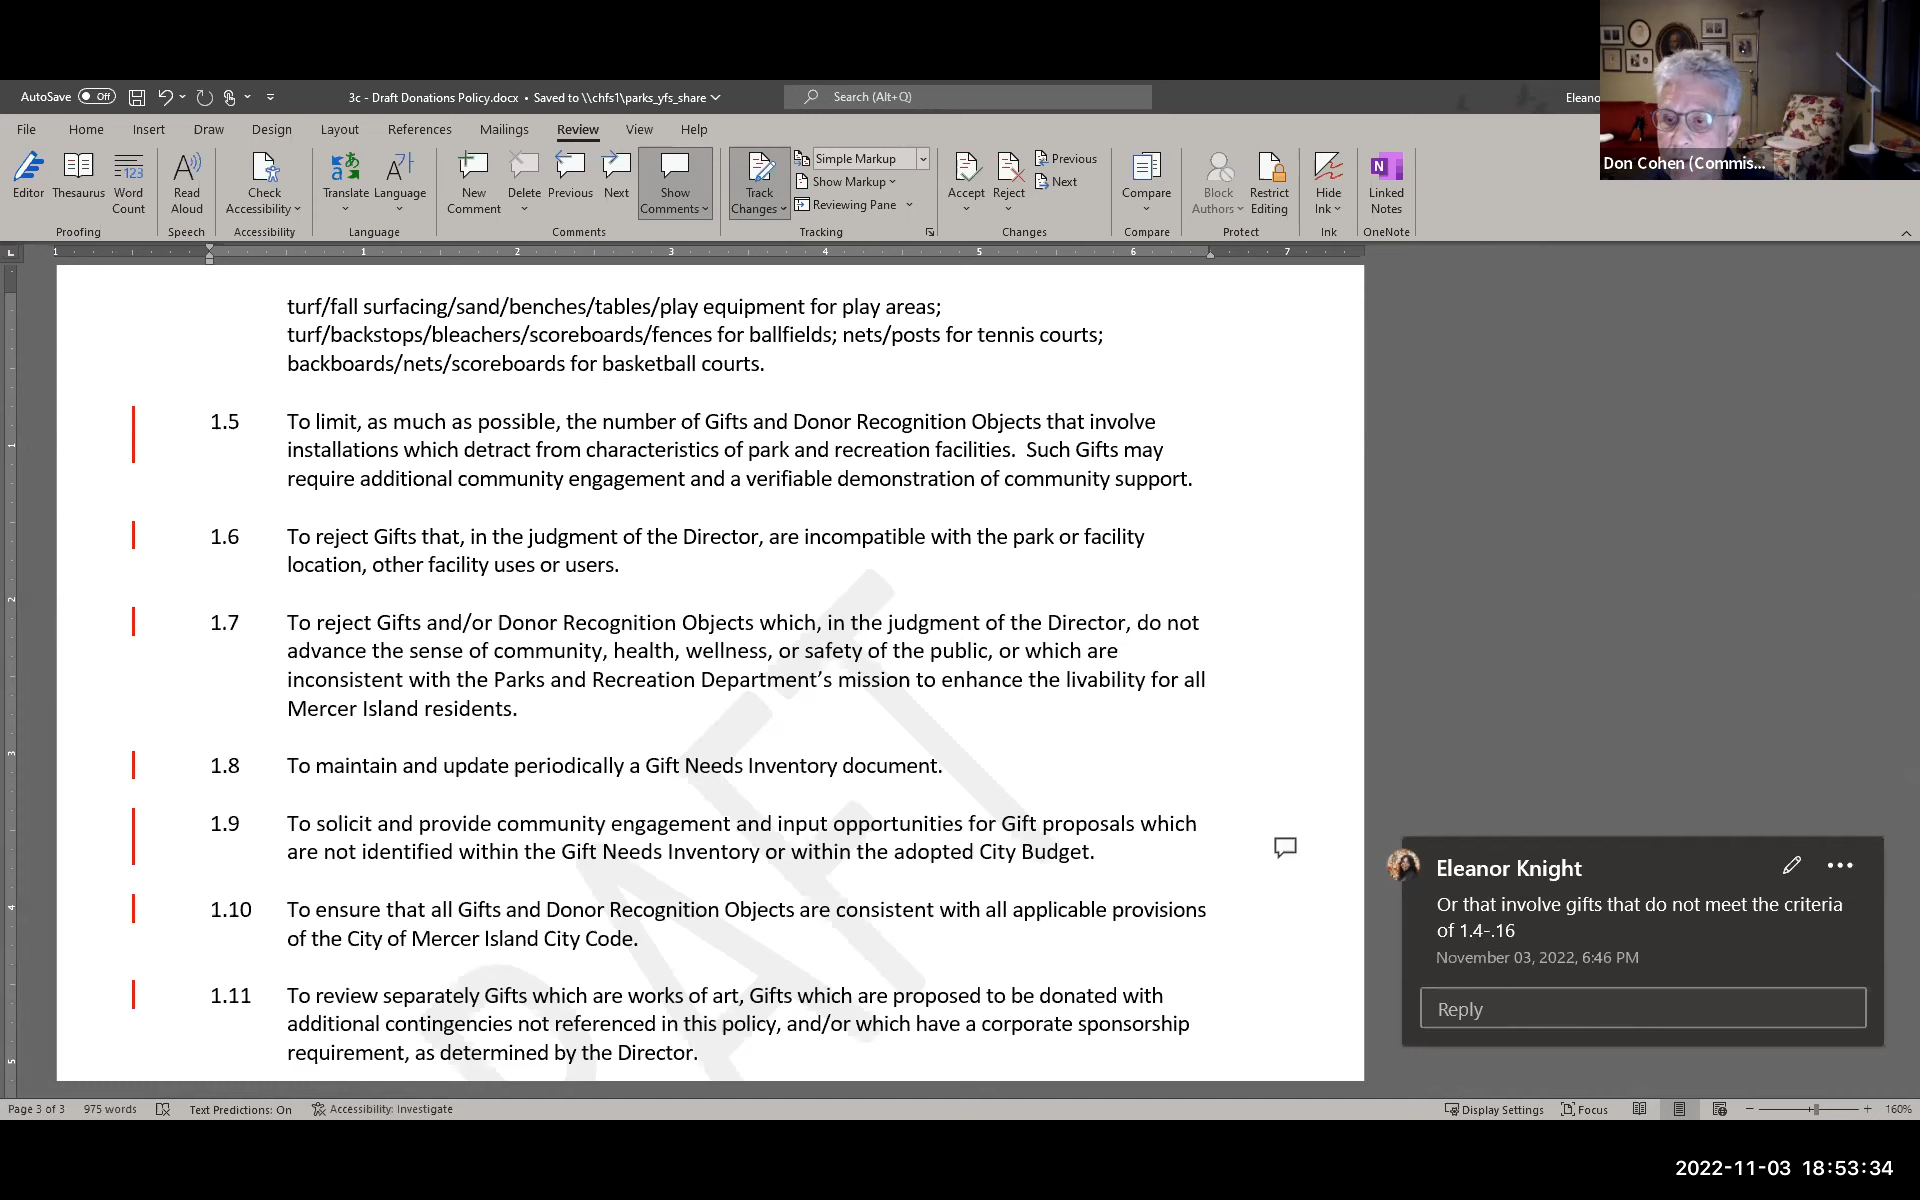 AutoSave Off 3c - Draft Donations Policy.docx • Saved to \\chfs1\parks_yfs_share Search (Alt+Q) Eleano
Don Cohen (Commis...
File Home Insert Draw Design Layout References Mailings Review View Help
Editor Thesaurus Word Count Read Aloud Check Accessibility Translate Language New Comment Delete Previous Next Show Comments Track Changes Simple Markup Show Markup Reviewing Pane Accept Reject Previous Next Compare Block Authors Restrict Editing Hide Ink Linked Notes
Proofing Speech Accessibility Language Comments Tracking Changes Compare Protect Ink OneNote
1 1 2 3 4 5 6 7
turf/fall surfacing/sand/benches/tables/play equipment for play areas;
turf/backstops/bleachers/scoreboards/fences for ballfields; nets/posts for tennis courts;
backboards/nets/scoreboards for basketball courts.
1.5 To limit, as much as possible, the number of Gifts and Donor Recognition Objects that involve
installations which detract from characteristics of park and recreation facilities. Such Gifts may
require additional community engagement and a verifiable demonstration of community support.
1.6 To reject Gifts that, in the judgment of the Director, are incompatible with the park or facility
location, other facility uses or users.
1.7 To reject Gifts and/or Donor Recognition Objects which, in the judgment of the Director, do not
advance the sense of community, health, wellness, or safety of the public, or which are
inconsistent with the Parks and Recreation Department’s mission to enhance the livability for all
Mercer Island residents.
1.8 To maintain and update periodically a Gift Needs Inventory document.
1.9 To solicit and provide community engagement and input opportunities for Gift proposals which
are not identified within the Gift Needs Inventory or within the adopted City Budget.
1.10 To ensure that all Gifts and Donor Recognition Objects are consistent with all applicable provisions
of the City of Mercer Island City Code.
1.11 To review separately Gifts which are works of art, Gifts which are proposed to be donated with
additional contingencies not referenced in this policy, and/or which have a corporate sponsorship
requirement, as determined by the Director.
DRAFT
Eleanor Knight
Or that involve gifts that do not meet the criteria
of 1.4-.16
November 03, 2022, 6:46 PM
Reply
Page 3 of 3 975 words Text Predictions: On Accessibility: Investigate Display Settings Focus 160%
2022-11-03 18:53:34